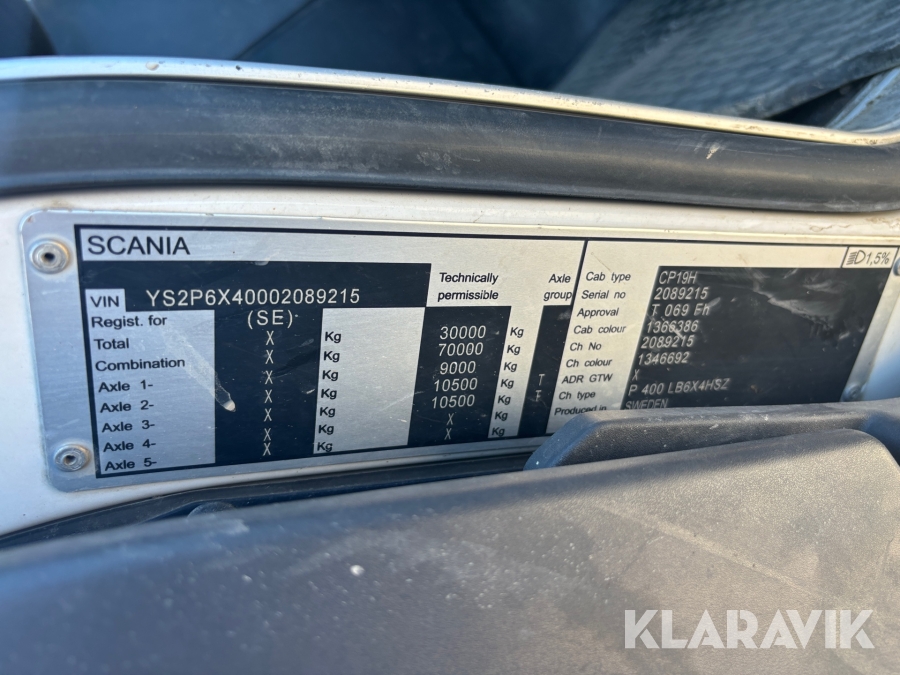 SCANIA
VIN YS2P6X40002089215
Regist. for (SE)
Technically permissible
Axle group
Total X Kg 30000 Kg
Combination X Kg 70000 Kg
Axle 1- X Kg 9000 Kg
Axle 2- X Kg 10500 Kg T
Axle 3- X Kg 10500 Kg T
Axle 4- X Kg X Kg
Axle 5- X Kg X Kg
D1,5%
Cab type CP19H
Serial no 2089215
Approval T 069 Eh
Cab colour 1366386
Ch No 2089215
Ch colour 1346692
ADR GTW X
Ch type P 400 LB6X4HSZ
Produced in SWEDEN
KLARAVIK